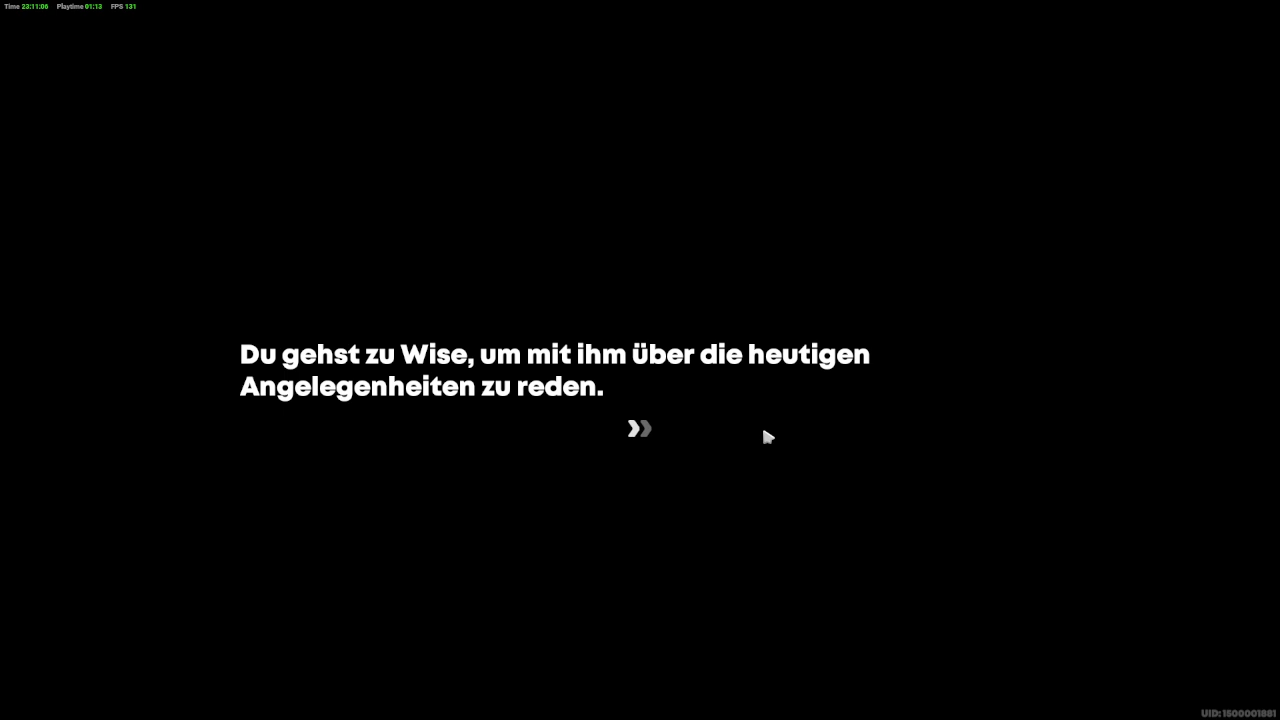 Time 23:11:06 Playtime 01:13 FPS 131
Du gehst zu Wise, um mit ihm über die heutigen
Angelegenheiten zu reden.
UID: 1500001881